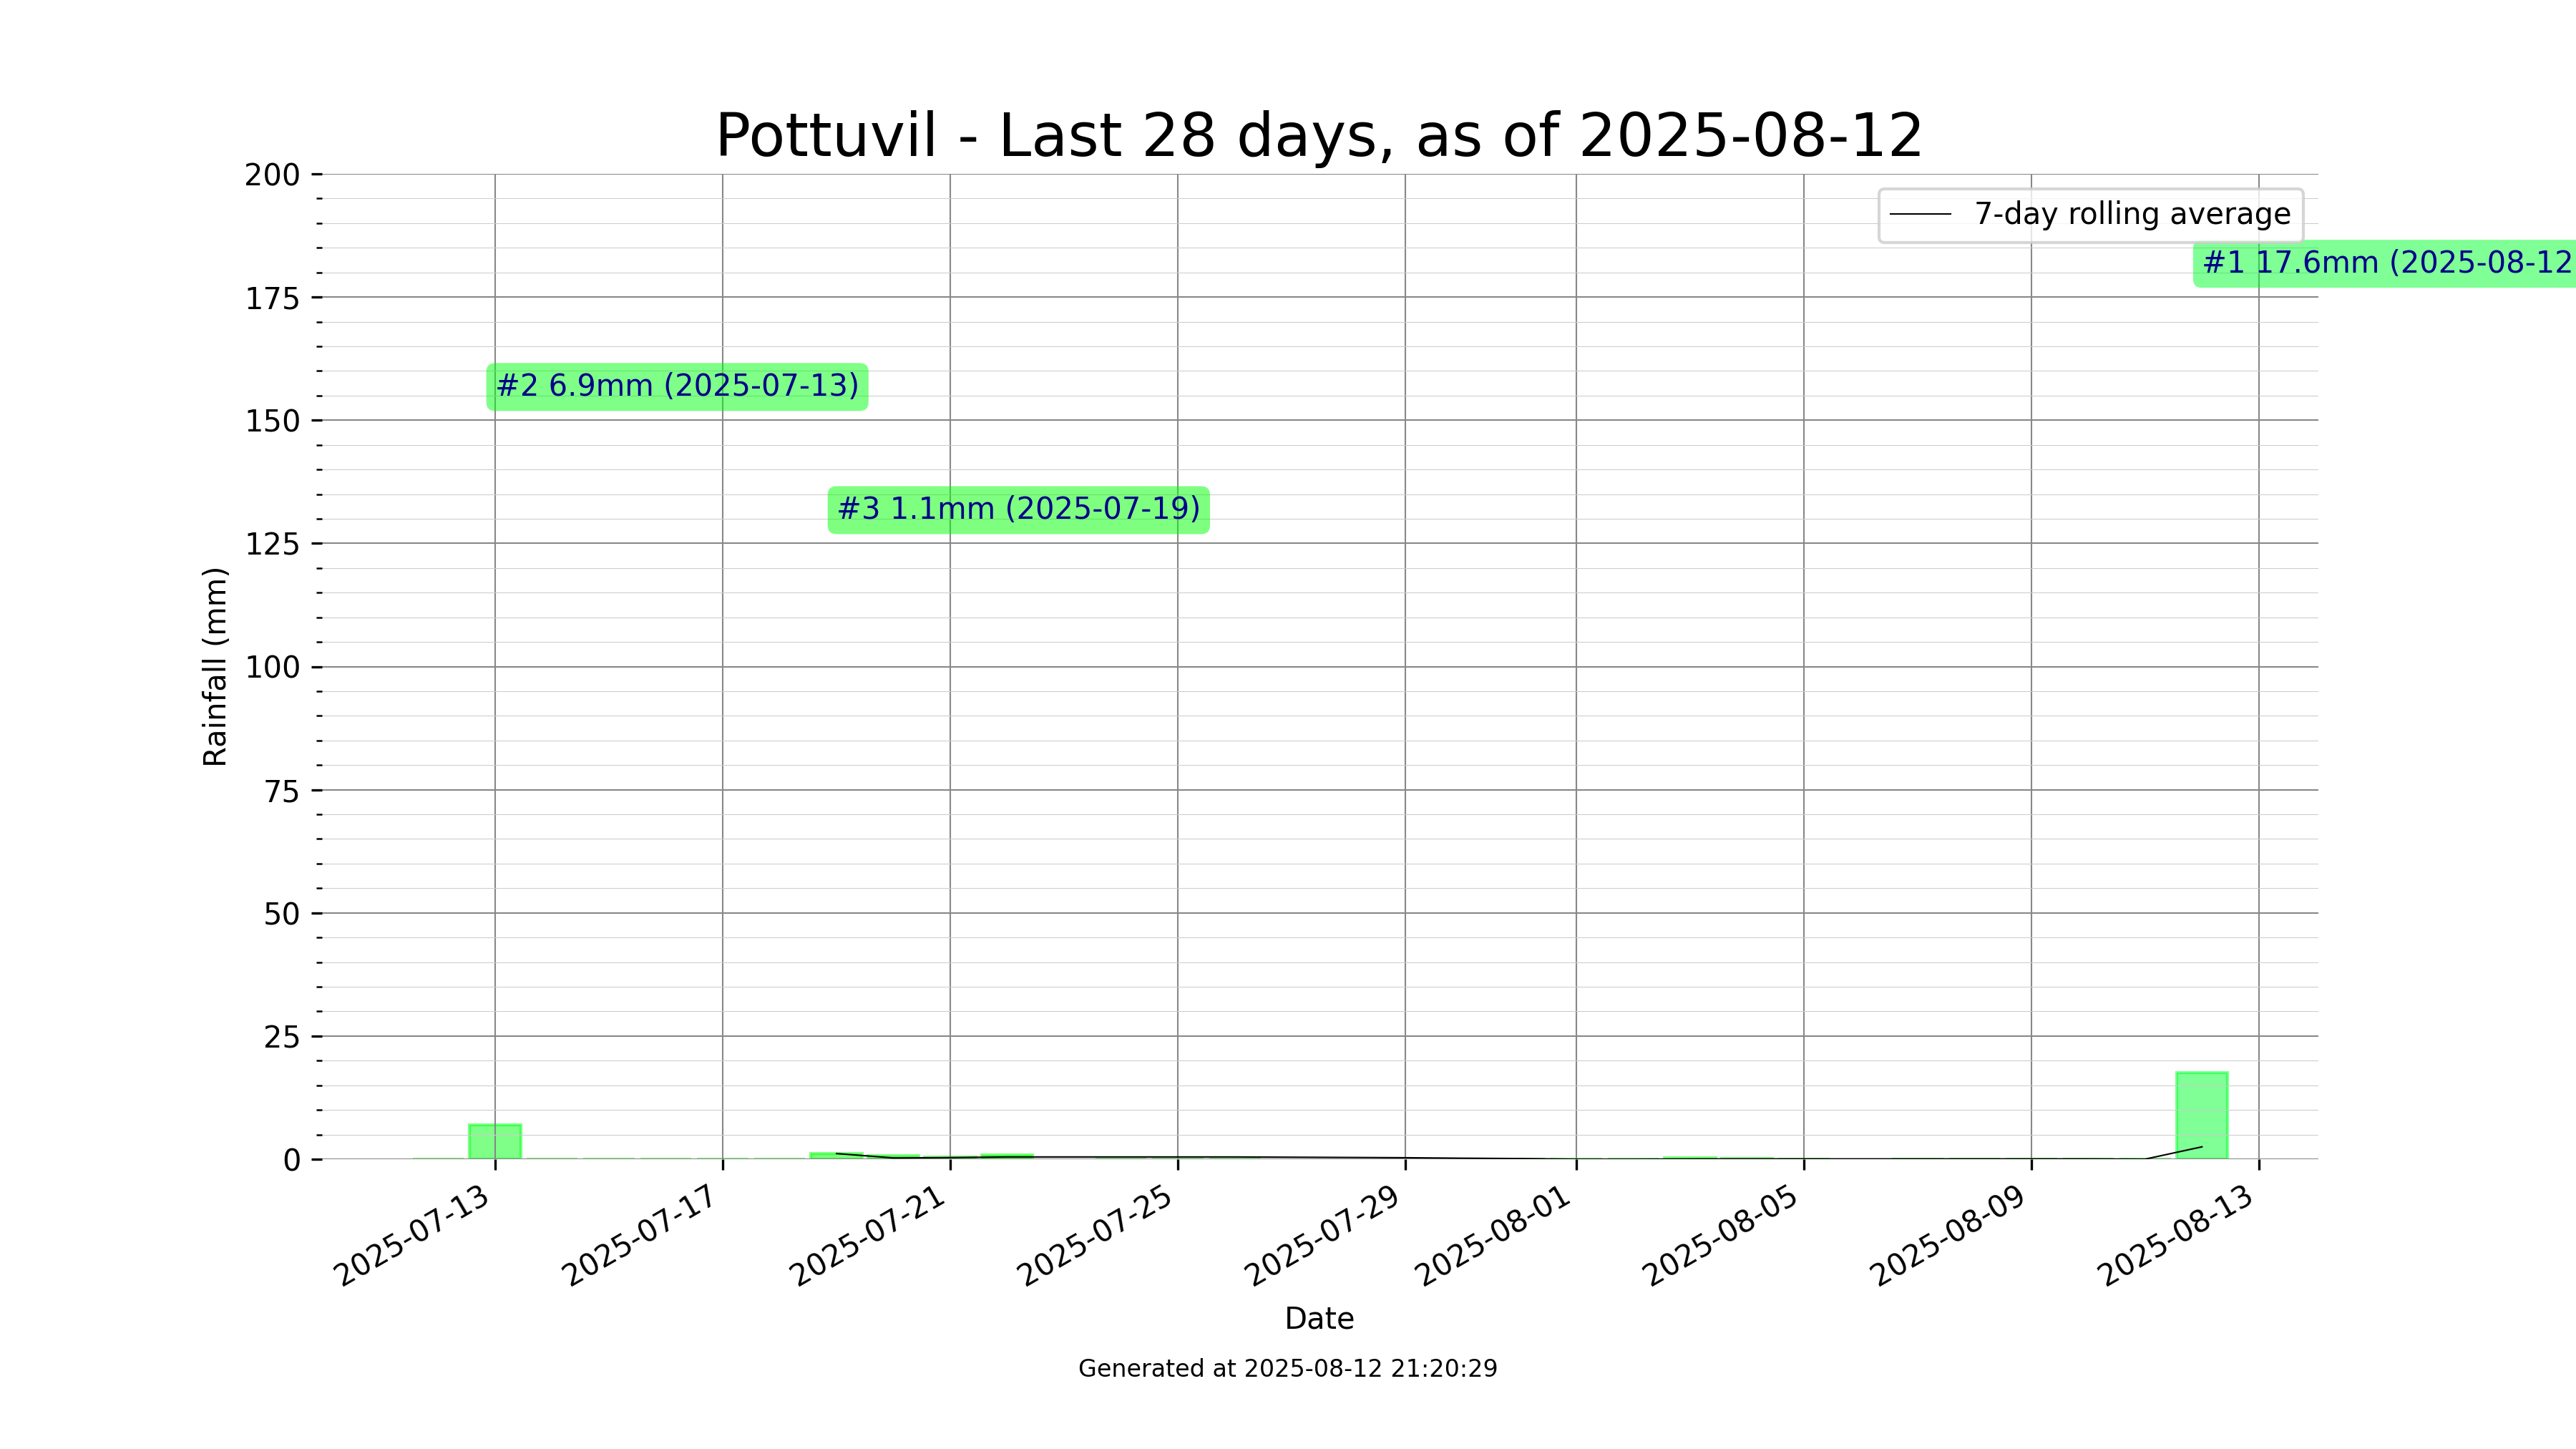 Pottuvil - Last 28 days, as of 2025-08-12
200
175
150
125
100
75
50
25
0
Rainfall (mm)
7-day rolling average
#1 17.6mm (2025-08-12
#2 6.9mm (2025-07-13)
#3 1.1mm (2025-07-19)
2025-07-13
2025-07-17
2025-07-21
2025-07-25
2025-07-29
2025-08-01
2025-08-05
2025-08-09
2025-08-13
Date
Generated at 2025-08-12 21:20:29